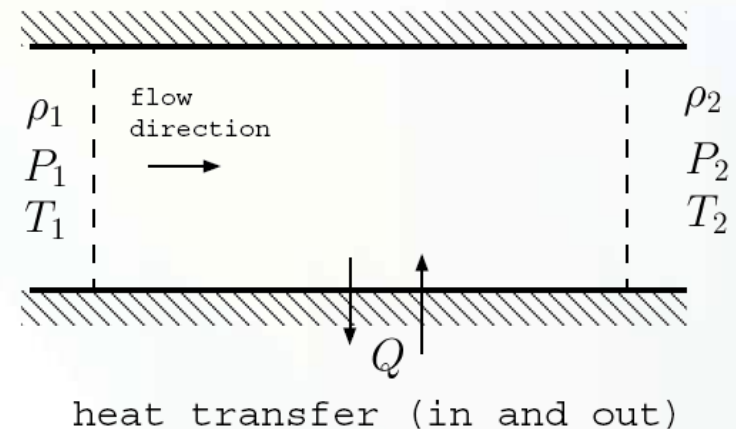 ρ₁
P₁
T₁
flow
direction
ρ₂
P₂
T₂
Q
heat transfer (in and out)